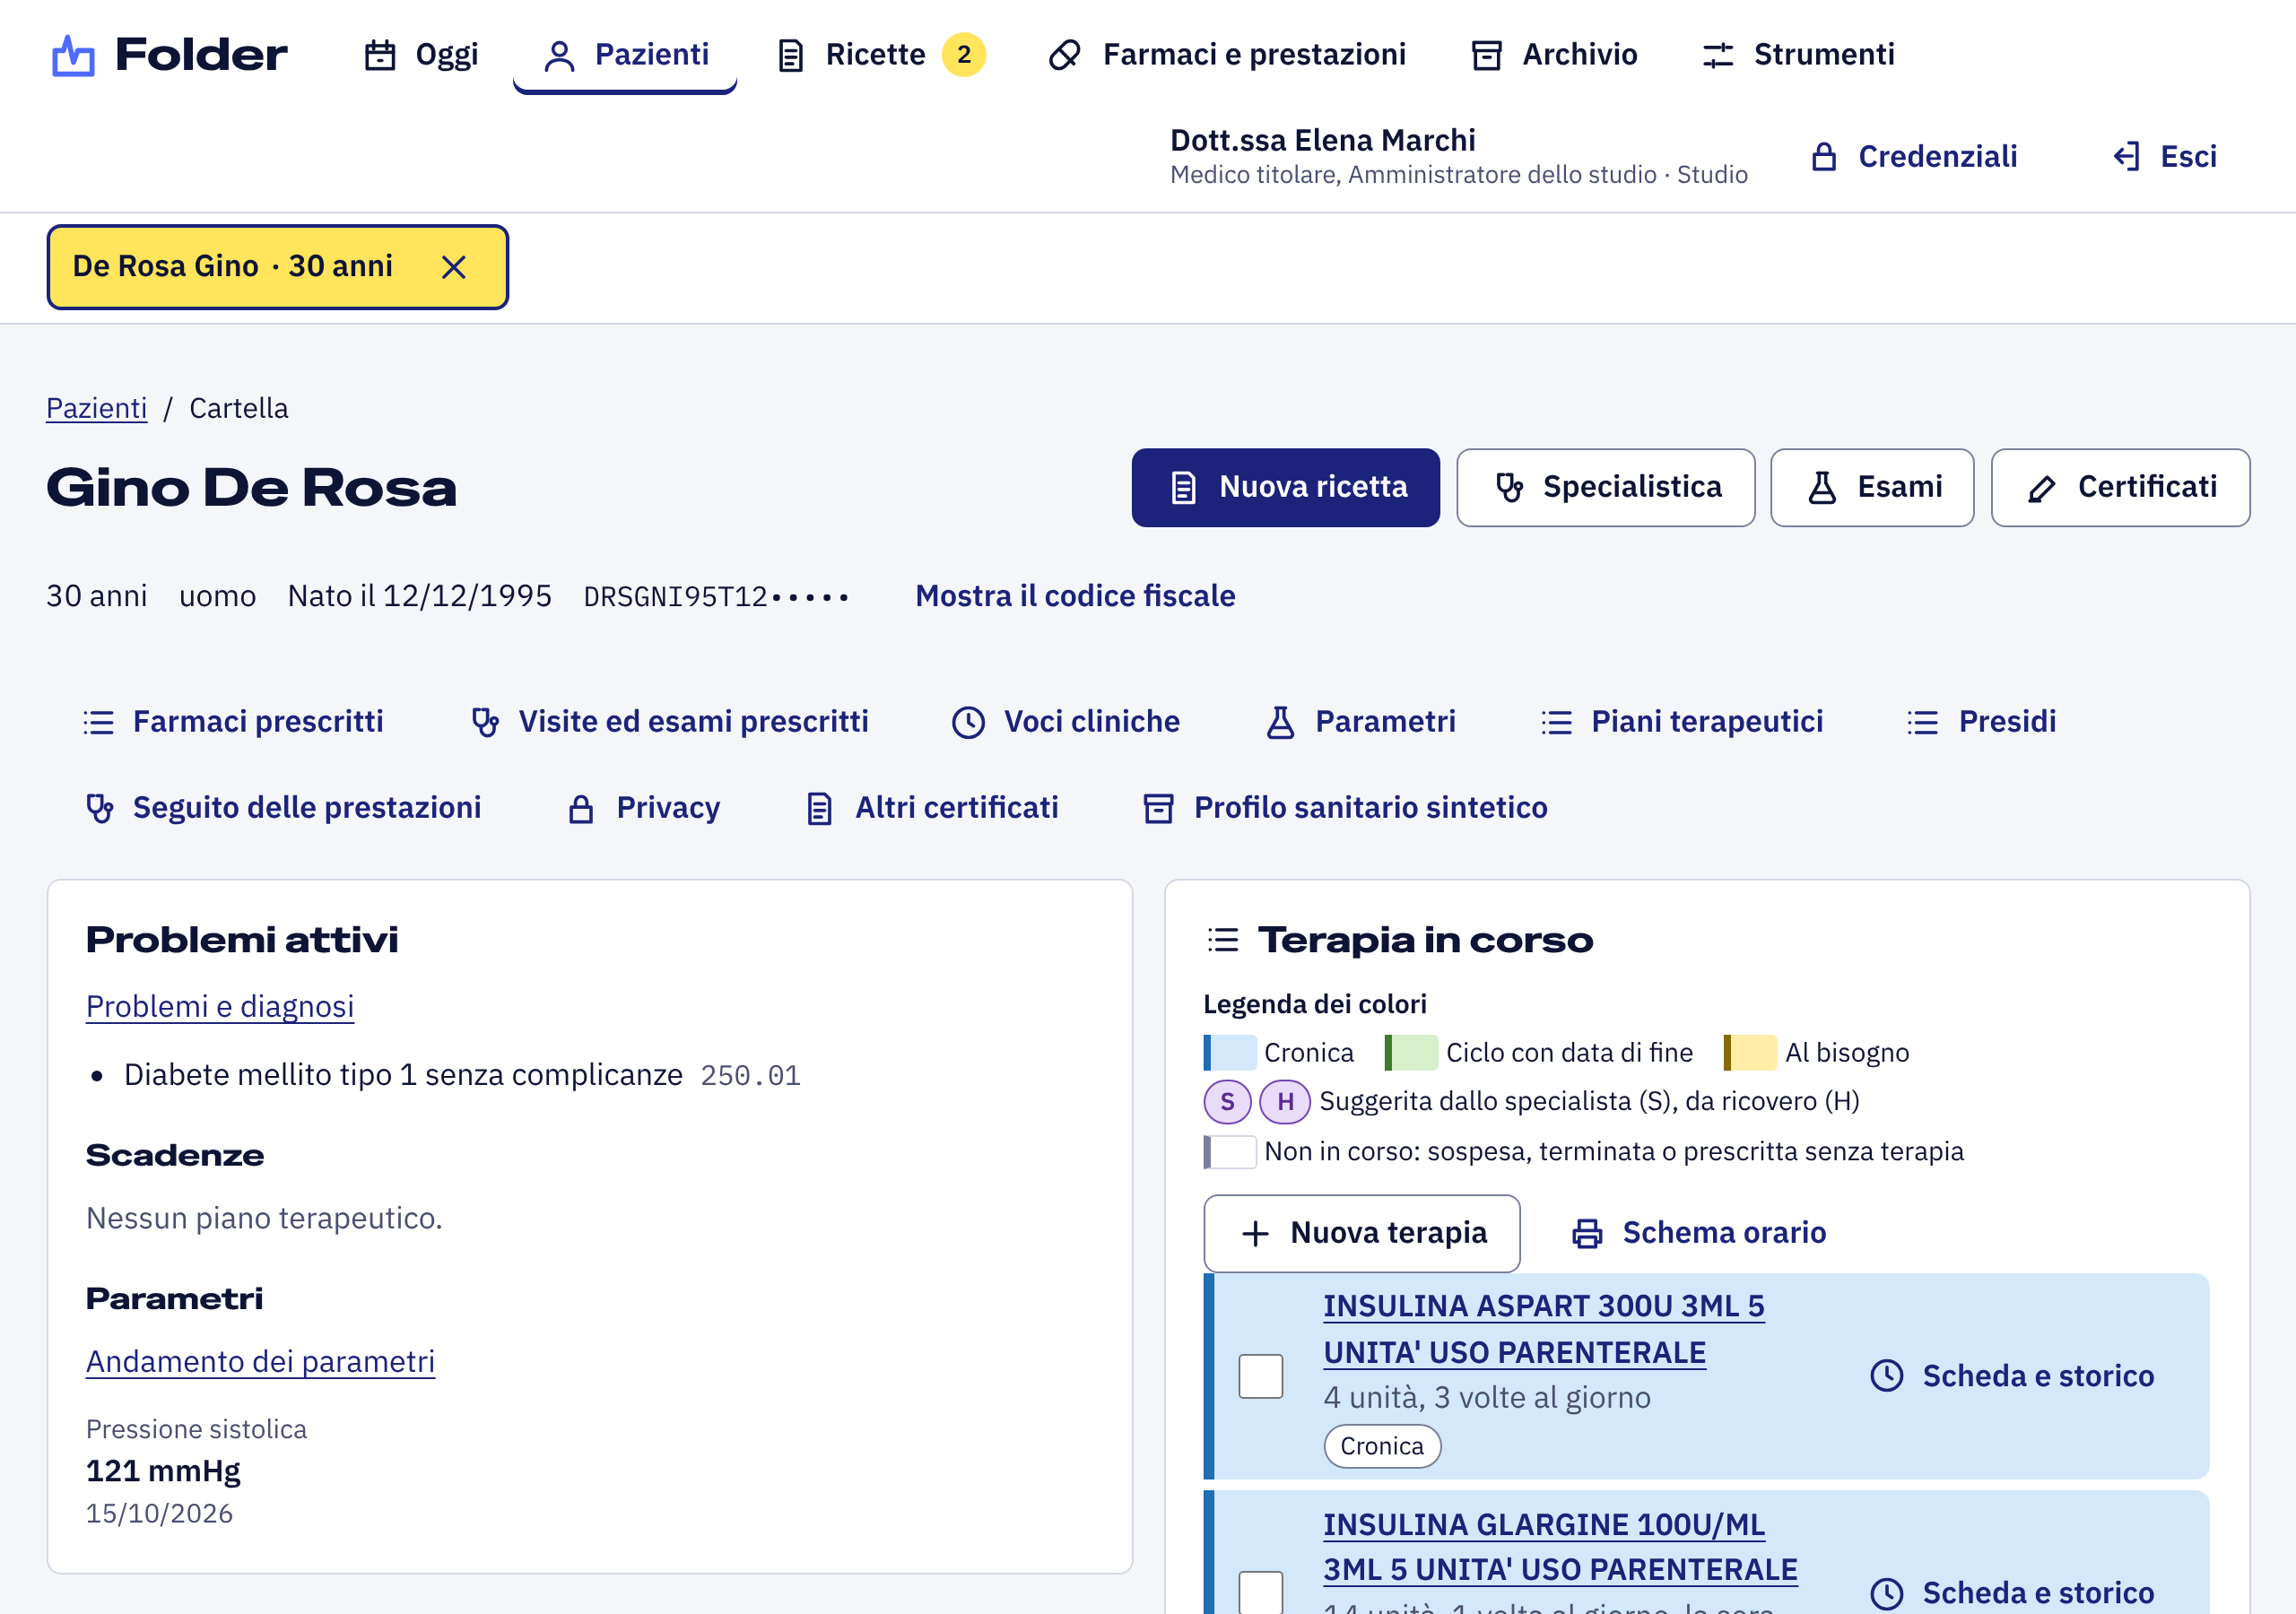 Folder
Oggi
Pazienti
Ricette 2
Farmaci e prestazioni
Archivio
Strumenti
Dott.ssa Elena Marchi
Medico titolare, Amministratore dello studio · Studio
Credenziali
Esci
De Rosa Gino · 30 anni
Pazienti / Cartella
Gino De Rosa
Nuova ricetta
Specialistica
Esami
Certificati
30 anni uomo Nato il 12/12/1995 DRSGNI95T12••••• Mostra il codice fiscale
Farmaci prescritti
Visite ed esami prescritti
Voci cliniche
Parametri
Piani terapeutici
Presidi
Seguito delle prestazioni
Privacy
Altri certificati
Profilo sanitario sintetico
Problemi attivi
Problemi e diagnosi
• Diabete mellito tipo 1 senza complicanze 250.01
Scadenze
Nessun piano terapeutico.
Parametri
Andamento dei parametri
Pressione sistolica
121 mmHg
15/10/2026
Terapia in corso
Legenda dei colori
Cronica
Ciclo con data di fine
Al bisogno
S H Suggerita dallo specialista (S), da ricovero (H)
Non in corso: sospesa, terminata o prescritta senza terapia
Nuova terapia
Schema orario
INSULINA ASPART 300U 3ML 5
UNITA' USO PARENTERALE
4 unità, 3 volte al giorno
Cronica
Scheda e storico
INSULINA GLARGINE 100U/ML
3ML 5 UNITA' USO PARENTERALE
14 unità, 1 volta al giorno, la sera
Scheda e storico